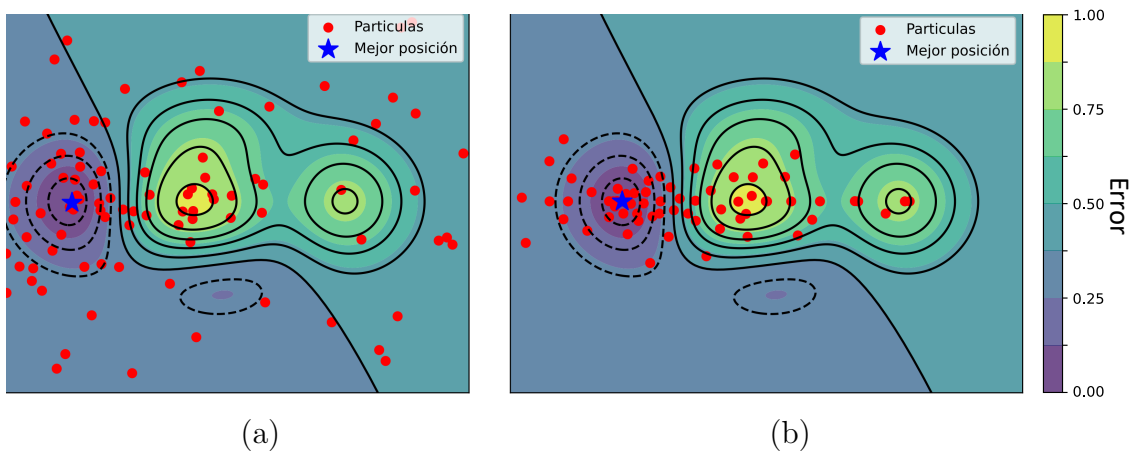 Particulas
Mejor posición
Particulas
Mejor posición
1.00
0.75
0.50
0.25
0.00
Error
(a)
(b)